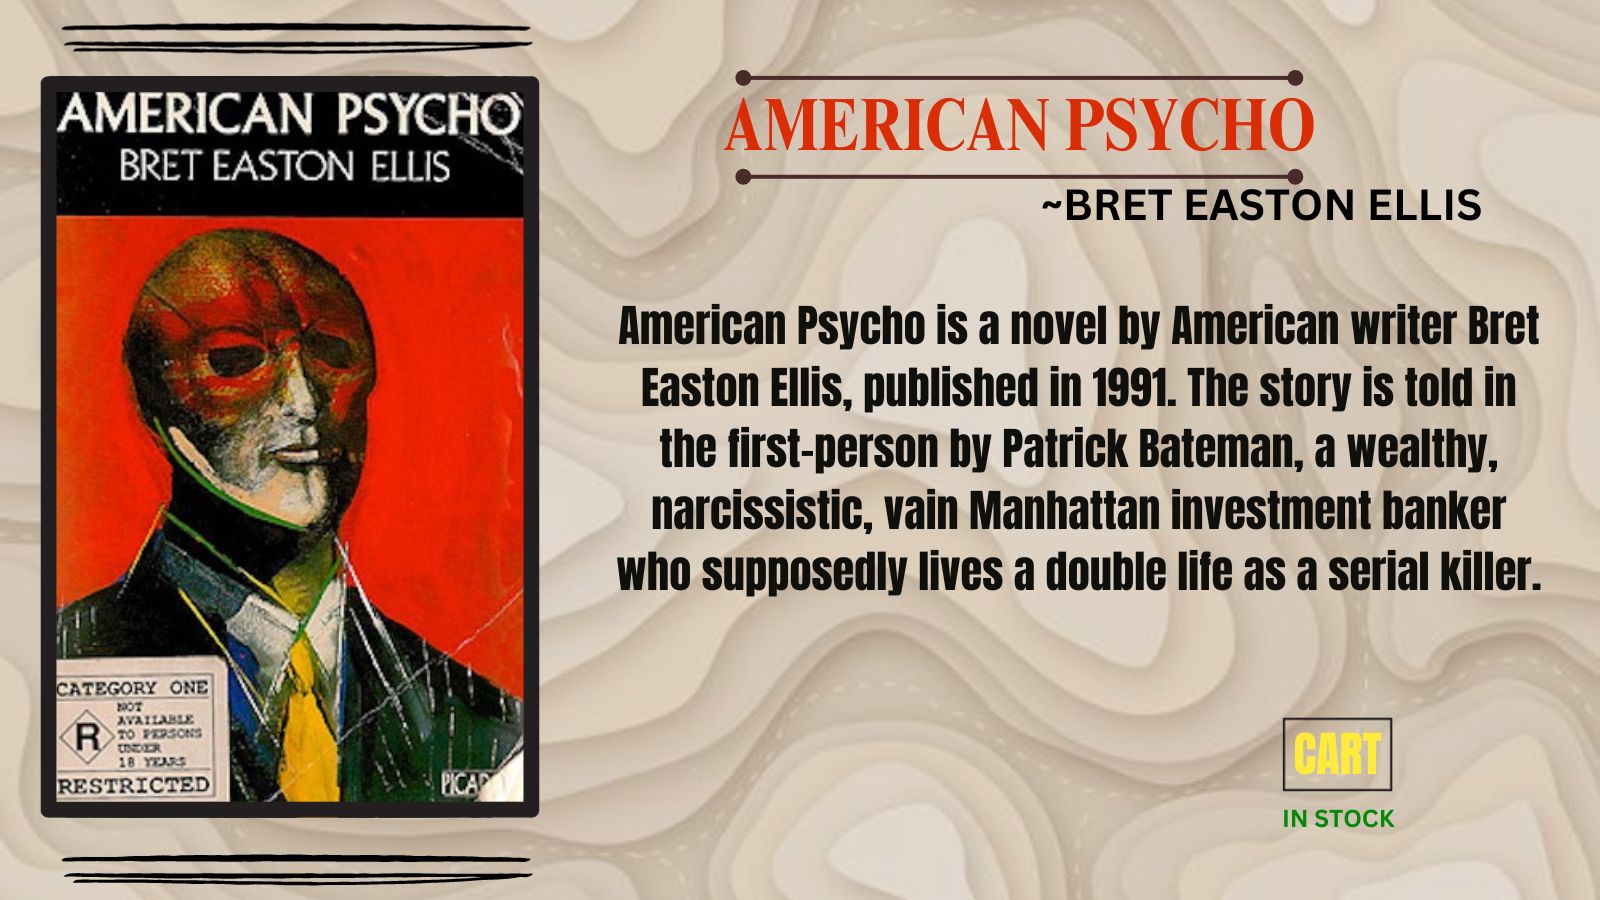 AMERICAN PSYCHO
BRET EASTON ELLIS
CATEGORY ONE
R
NOT
AVAILABLE
TO PERSONS
UNDER
18 YEARS
RESTRICTED
AMERICAN PSYCHO
~BRET EASTON ELLIS
American Psycho is a novel by American writer Bret
Easton Ellis, published in 1991. The story is told in
the first-person by Patrick Bateman, a wealthy,
narcissistic, vain Manhattan investment banker
who supposedly lives a double life as a serial killer.
CART
IN STOCK